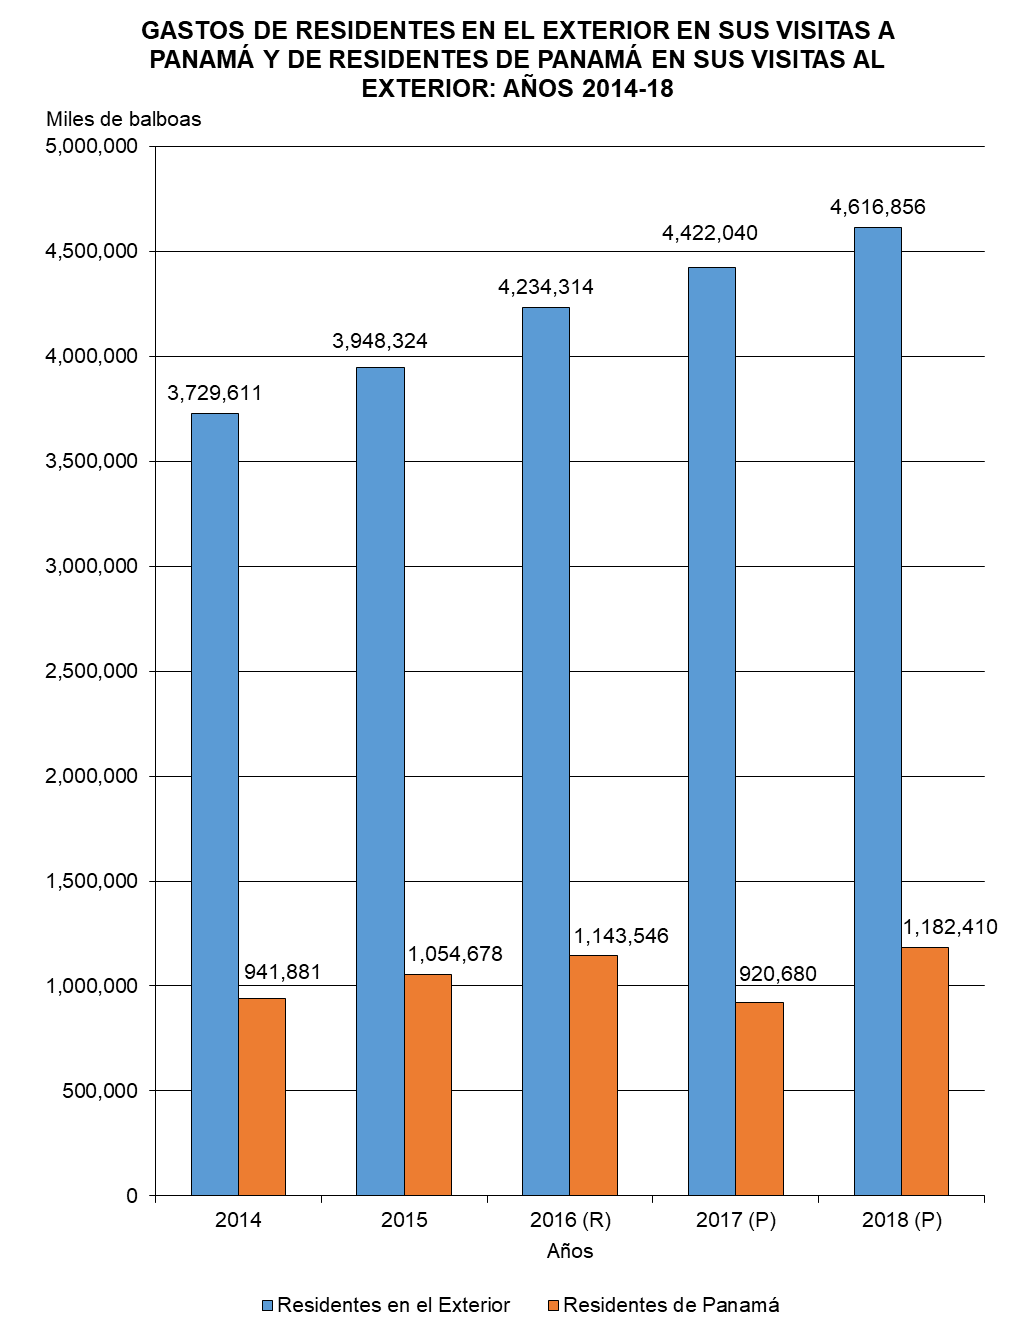 GASTOS DE RESIDENTES EN EL EXTERIOR EN SUS VISITAS A
PANAMÁ Y DE RESIDENTES DE PANAMÁ EN SUS VISITAS AL
EXTERIOR: AÑOS 2014-18
Miles de balboas
5,000,000
4,500,000
4,000,000
3,500,000
3,000,000
2,500,000
2,000,000
1,500,000
1,000,000
500,000
0
3,729,611
941,881
3,948,324
1,054,678
4,234,314
1,143,546
4,422,040
920,680
4,616,856
1,182,410
2014
2015
2016 (R)
2017 (P)
2018 (P)
Años
Residentes en el Exterior
Residentes de Panamá